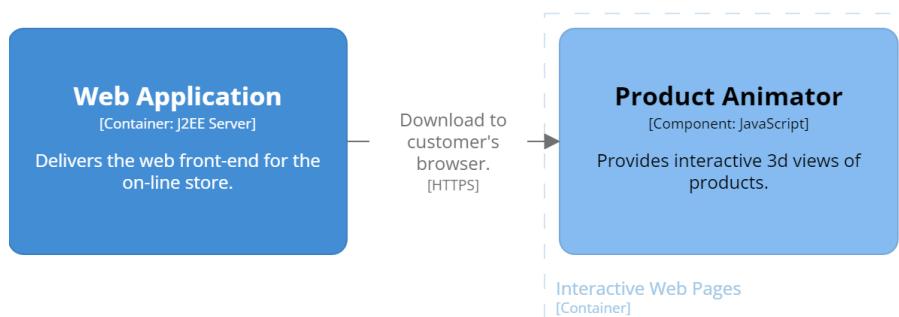 Web Application
[Container: J2EE Server]
Delivers the web front-end for the
on-line store.
Download to
customer's
browser.
[HTTPS]
Product Animator
[Component: JavaScript]
Provides interactive 3d views of
products.
Interactive Web Pages
[Container]